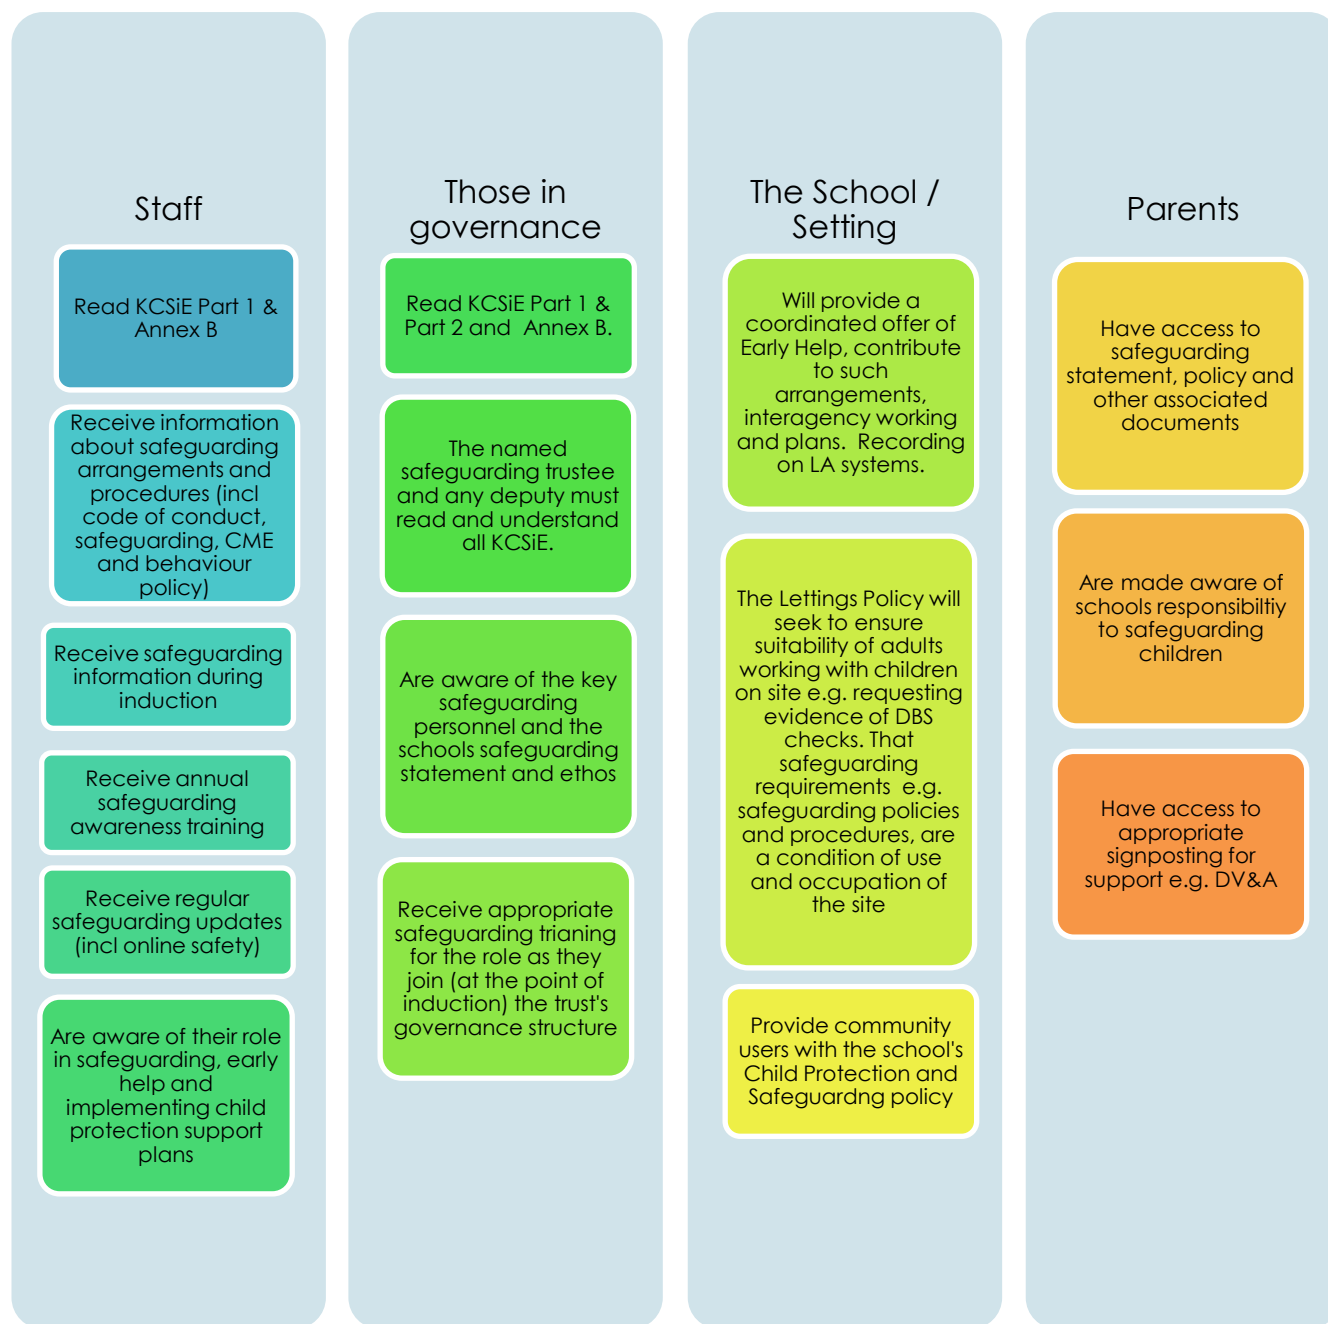 Staff
Read KCSiE Part 1 &
Annex B
Receive information
about safeguarding
arrangements and
procedures (incl
code of conduct,
safeguarding, CME
and behaviour
policy)
Receive safeguarding
information during
induction
Receive annual
safeguarding
awareness training
Receive regular
safeguarding updates
(incl online safety)
Are aware of their role
in safeguarding, early
help and
implementing child
protection support
plans
Those in
governance
Read KCSiE Part 1 &
Part 2 and  Annex B.
The named
safeguarding trustee
and any deputy must
read and understand
all KCSiE.
Are aware of the key
safeguarding
personnel and the
schools safeguarding
statement and ethos
Receive appropriate
safeguarding trianing
for the role as they
join (at the point of
induction) the trust's
governance structure
The School /
Setting
Will provide a
coordinated offer of
Early Help, contribute
to such
arrangements,
interagency working
and plans.  Recording
on LA systems.
The Lettings Policy will
seek to ensure
suitability of adults
working with children
on site e.g. requesting
evidence of DBS
checks. That
safeguarding
requirements  e.g.
safeguarding policies
and procedures, are
a condition of use
and occupation of
the site
Provide community
users with the school's
Child Protection and
Safeguardng policy
Parents
Have access to
safeguarding
statement, policy and
other associated
documents
Are made aware of
schools responsibiltiy
to safeguarding
children
Have access to
appropriate
signposting for
support e.g. DV&A